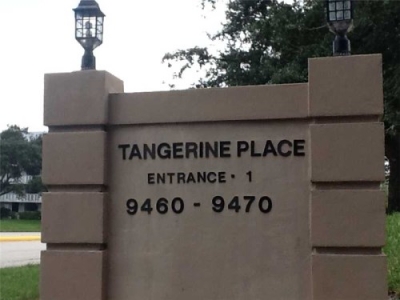 TANGERINE PLACE
ENTRANCE · 1
9460 - 9470